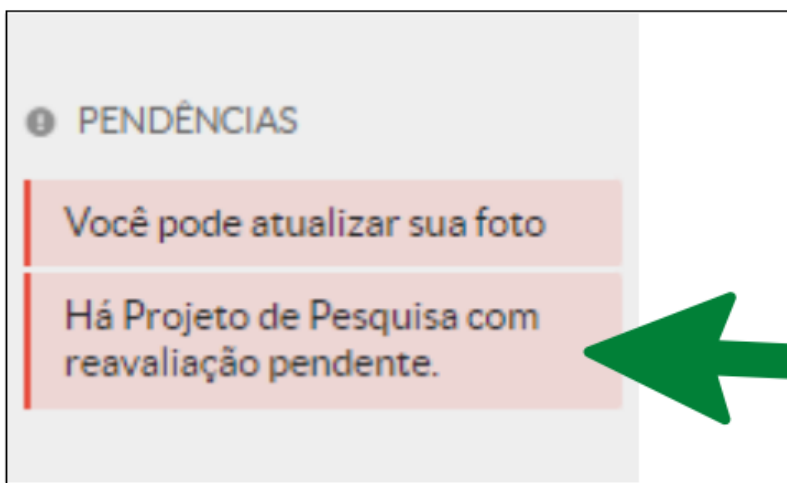 PENDÊNCIAS
Você pode atualizar sua foto
Há Projeto de Pesquisa com
reavaliação pendente.